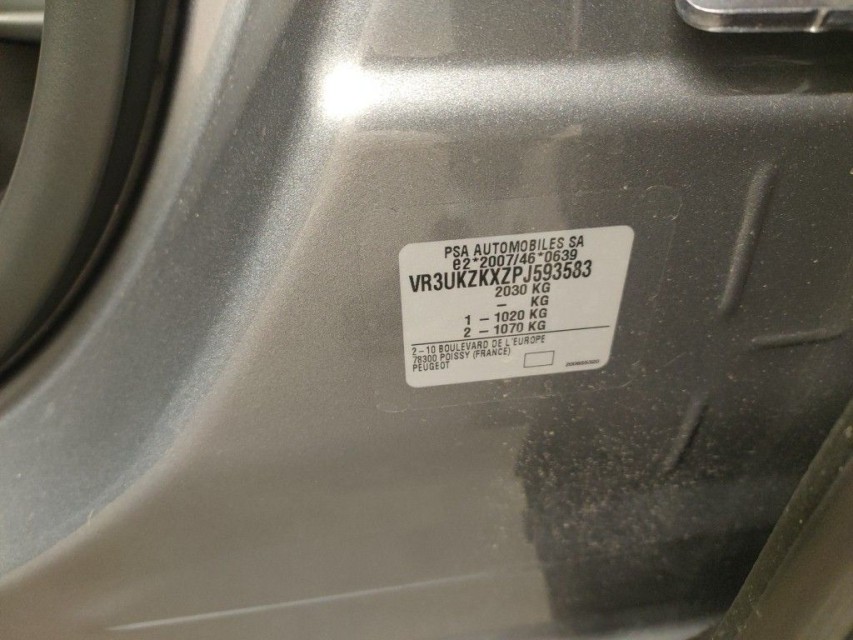 PSA AUTOMOBILES SA
e2*2007/46*0639
VR3UKZKXZPJ593583
2030 KG
– KG
1 – 1020 KG
2 – 1070 KG
2–10 BOULEVARD DE L'EUROPE
78300 POISSY (FRANCE)
PEUGEOT